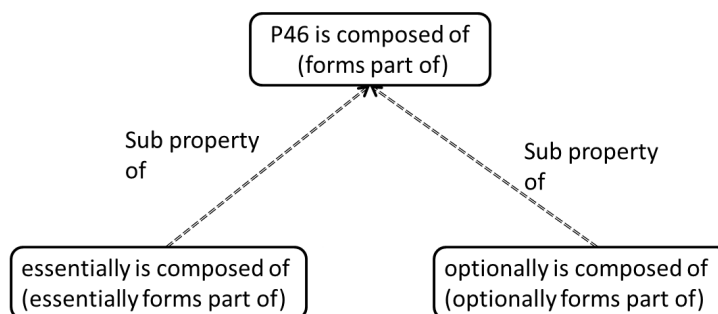 P46 is composed of
(forms part of)
Sub property
of
Sub property
of
essentially is composed of
(essentially forms part of)
optionally is composed of
(optionally forms part of)